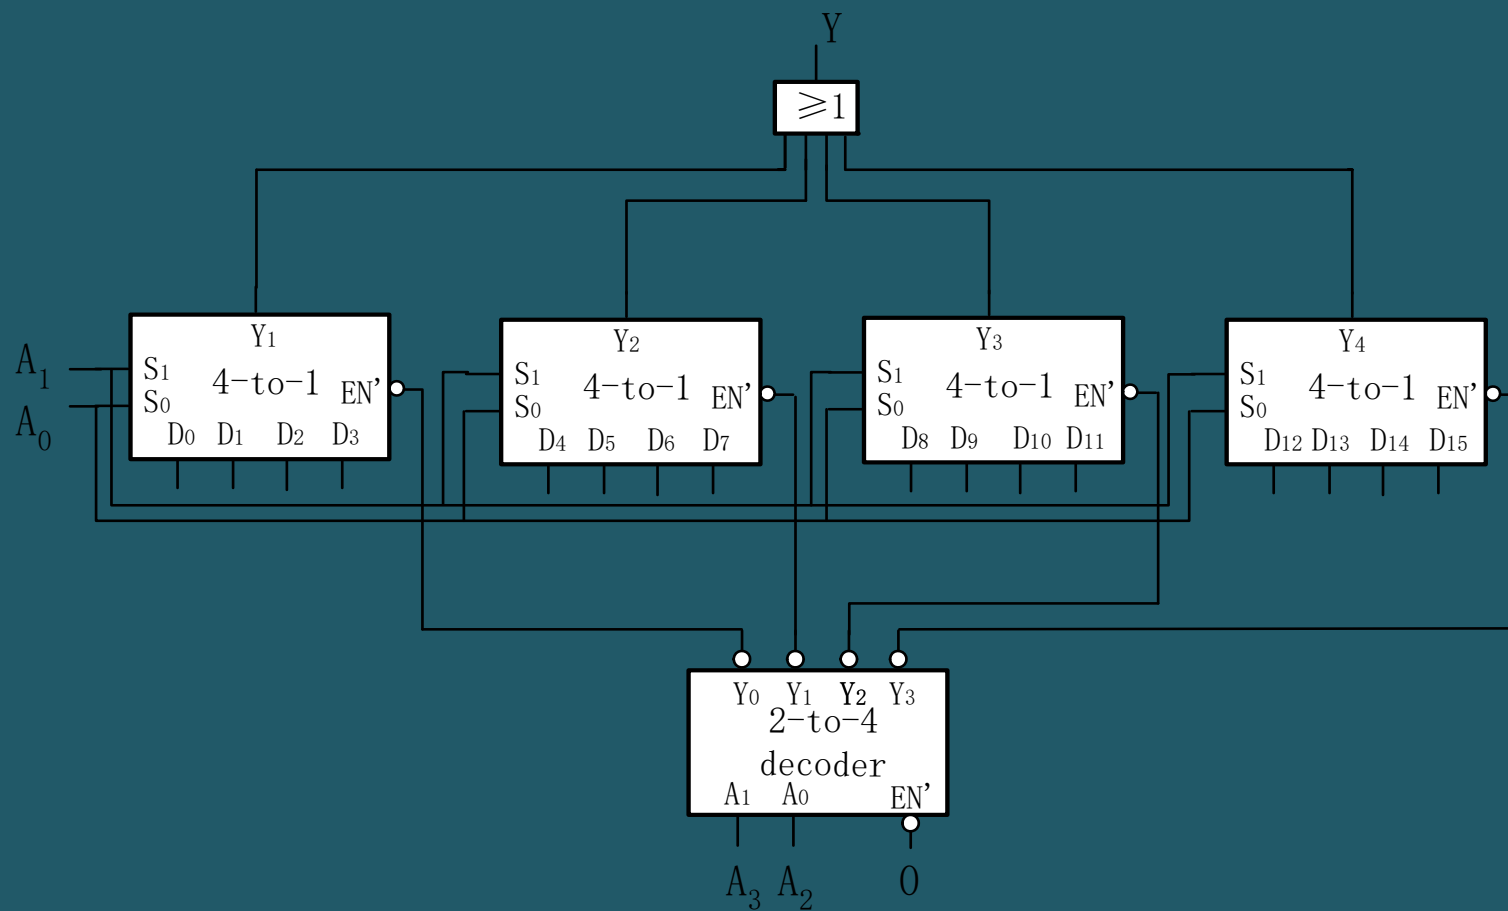 Y
≥1
Y1
A1 S1 4-to-1 EN'
A0 S0
D0 D1 D2 D3
Y2
S1 4-to-1 EN'
S0
D4 D5 D6 D7
Y3
S1 4-to-1 EN'
S0
D8 D9 D10 D11
Y4
S1 4-to-1 EN'
S0
D12 D13 D14 D15
Y0 Y1 Y2 Y3
2-to-4
decoder
A1 A0 EN'
A3 A2 0